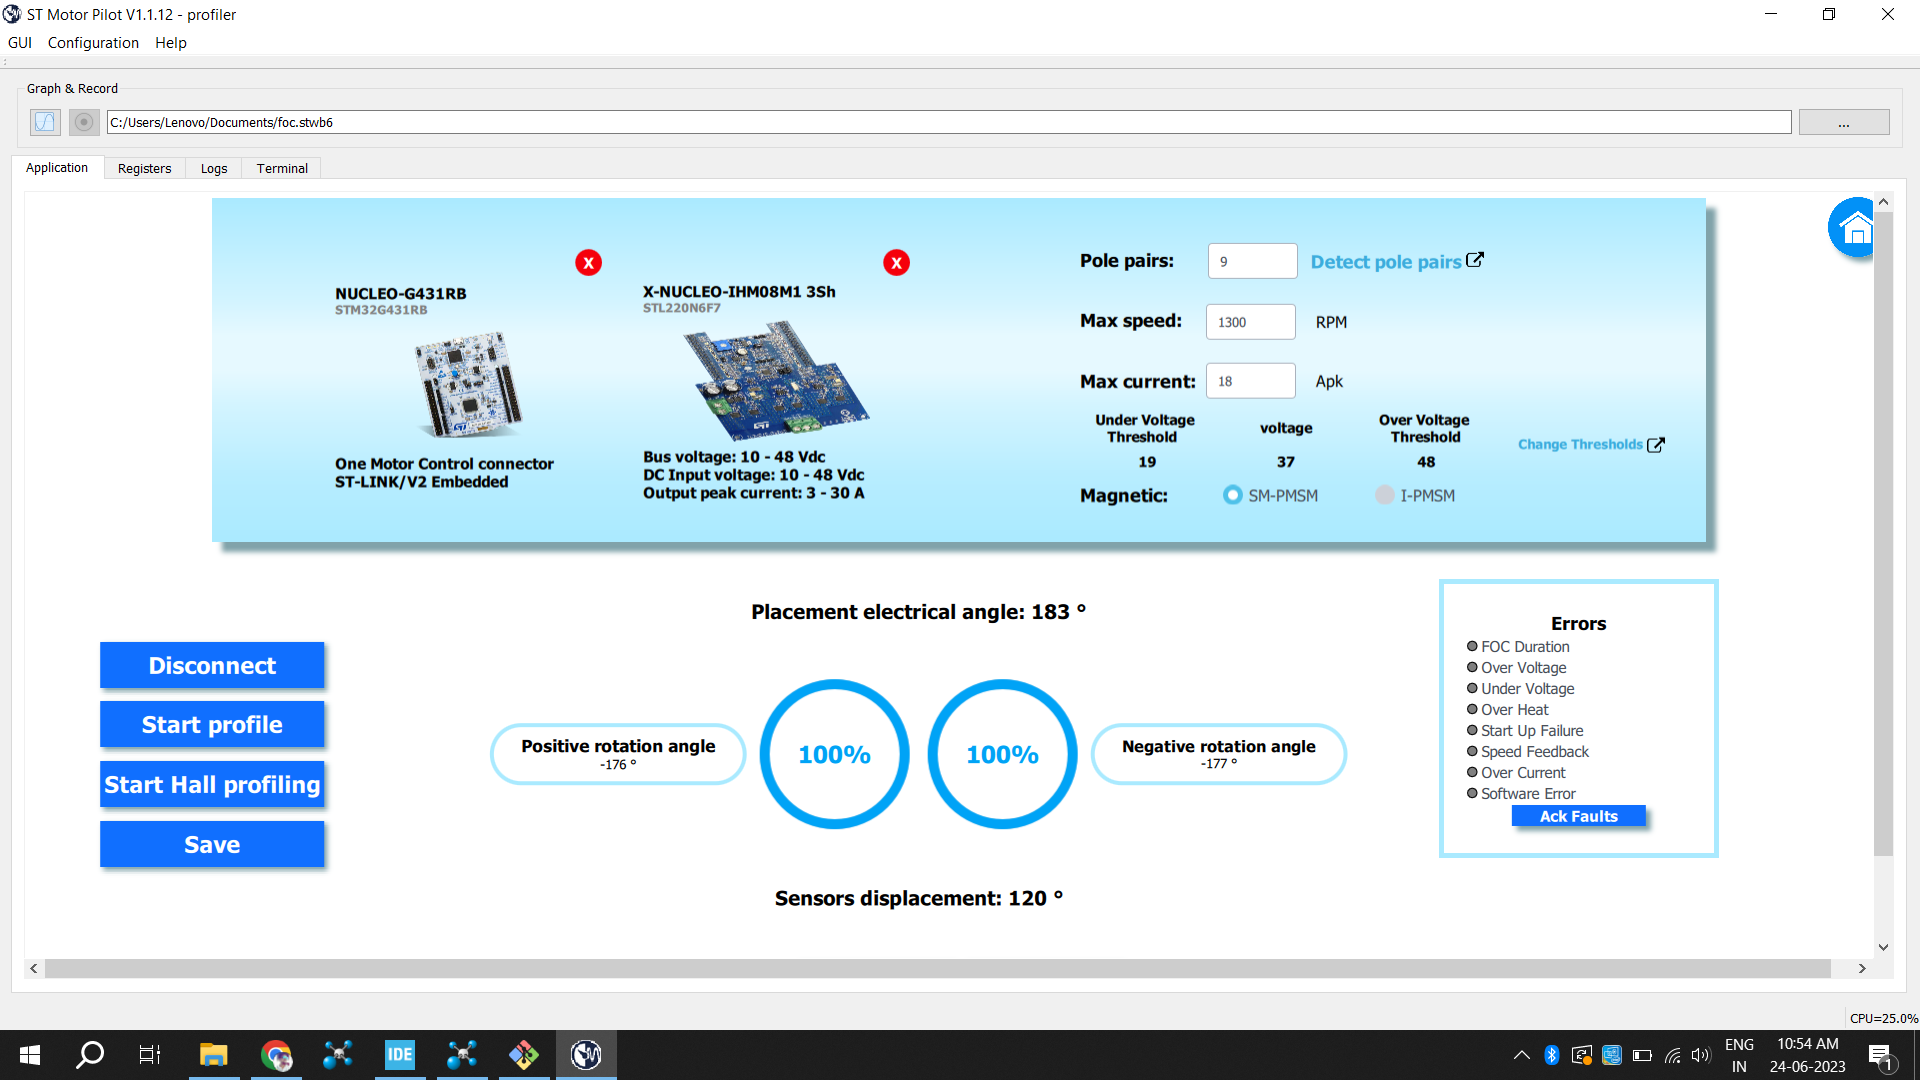 ST Motor Pilot V1.1.12 - profiler
GUI Configuration Help
Graph & Record
C:/Users/Lenovo/Documents/foc.stwb6
...
Application Registers Logs Terminal
X
NUCLEO-G431RB
STM32G431RB
One Motor Control connector
ST-LINK/V2 Embedded
X
X-NUCLEO-IHM08M1 3Sh
STL220N6F7
Bus voltage: 10 - 48 Vdc
DC Input voltage: 10 - 48 Vdc
Output peak current: 3 - 30 A
Pole pairs: 9 Detect pole pairs
Max speed: 1300 RPM
Max current: 18 Apk
Under Voltage
Threshold
19
voltage
37
Over Voltage
Threshold
48
Change Thresholds
Magnetic: SM-PMSM I-PMSM
Placement electrical angle: 183 °
Disconnect
Start profile
Start Hall profiling
Save
Positive rotation angle
-176 °
100%
100%
Negative rotation angle
-177 °
Sensors displacement: 120 °
Errors
FOC Duration
Over Voltage
Under Voltage
Over Heat
Start Up Failure
Speed Feedback
Over Current
Software Error
Ack Faults
CPU=25.0%
IDE
ENG
IN
10:54 AM
24-06-2023
1